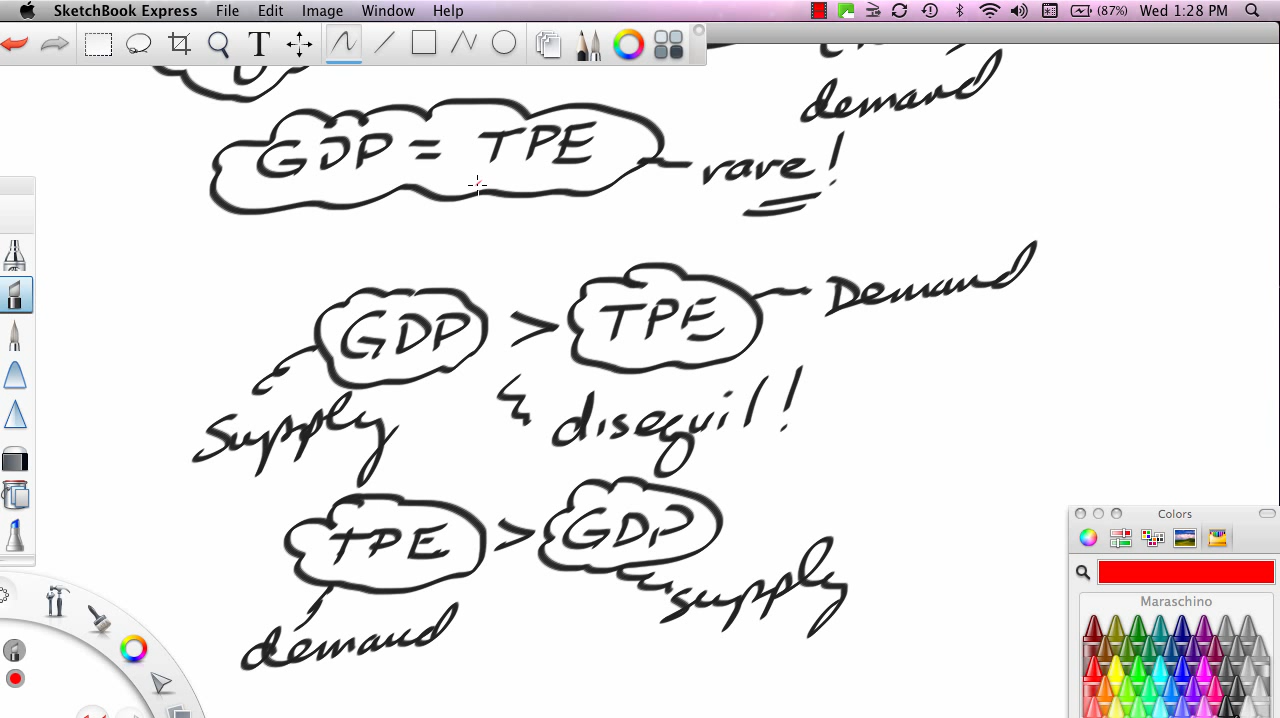 SketchBook Express File Edit Image Window Help (87%) Wed 1:28 PM
T
demand
GDP = TPE rare!
GDP > TPE Demand
supply disequil!
TPE > GDP
demand supply
Colors
Maraschino